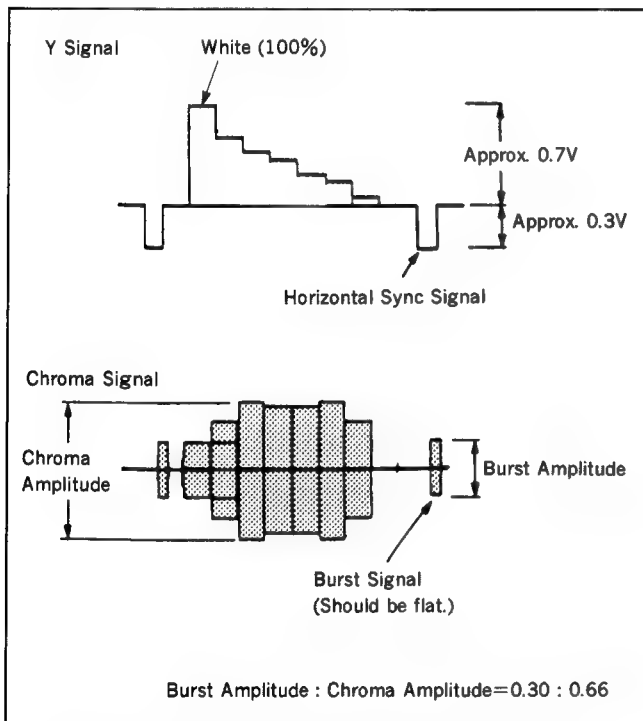 Y Signal
White (100%)
Approx. 0.7V
Approx. 0.3V
Horizontal Sync Signal
Chroma Signal
Chroma
Amplitude
Burst Amplitude
Burst Signal
(Should be flat.)
Burst Amplitude : Chroma Amplitude=0.30 : 0.66